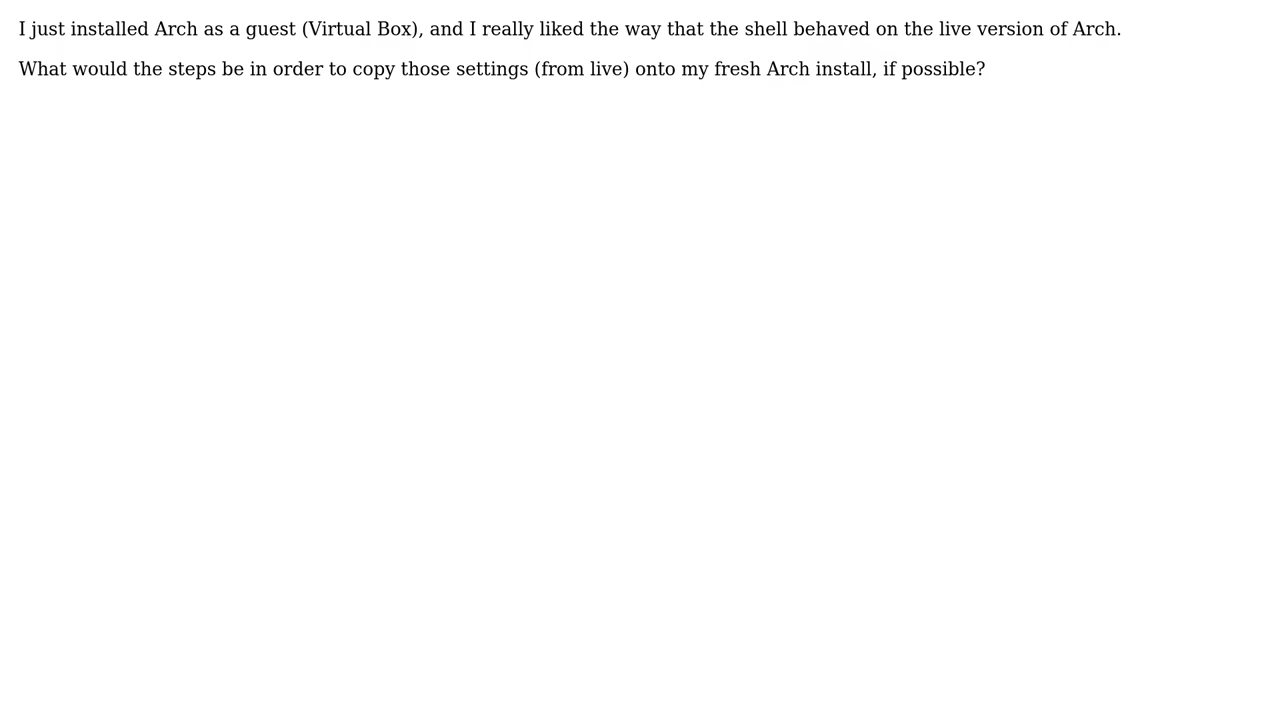 I just installed Arch as a guest (Virtual Box), and I really liked the way that the shell behaved on the live version of Arch.
What would the steps be in order to copy those settings (from live) onto my fresh Arch install, if possible?